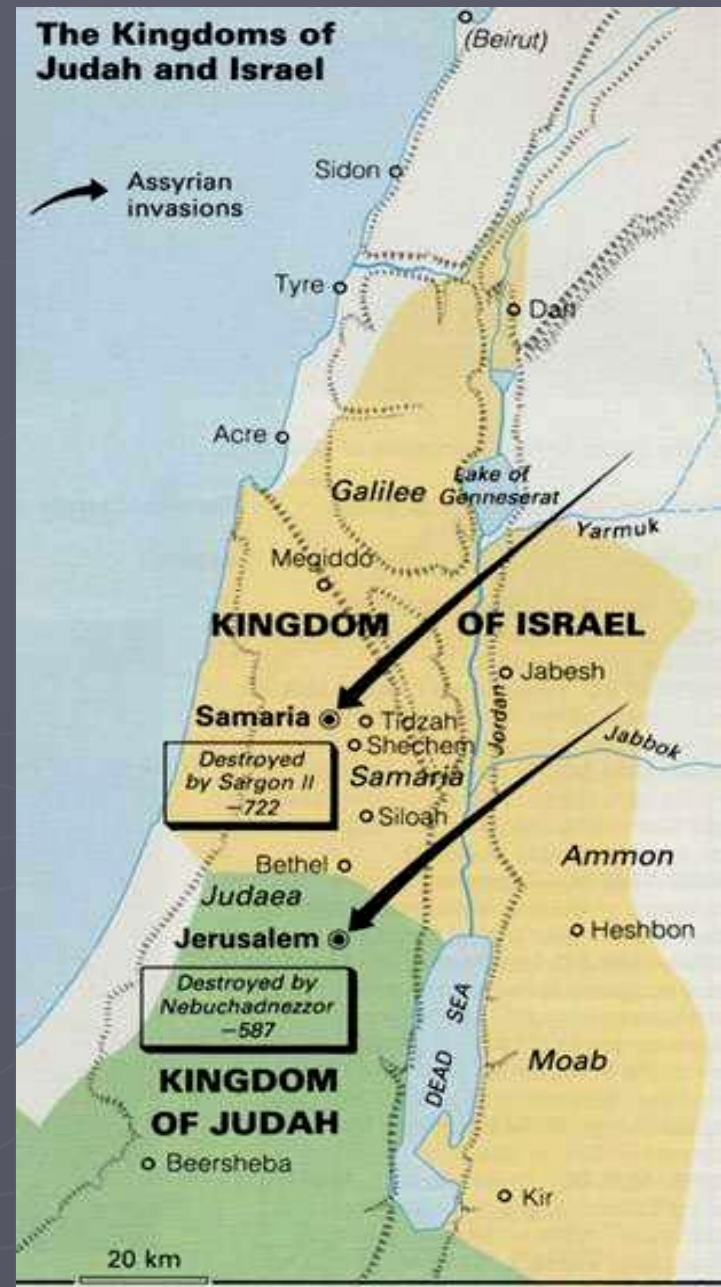 The Kingdoms of
Judah and Israel
(Beirut)
Assyrian
invasions
Sidon
Tyre
Dan
Acre
Galilee
Lake of
Genneserat
Yarmuk
Megiddo
KINGDOM OF ISRAEL
Jabesh
Jordan
Samaria
Tidzah
Shechem
Jabbok
Destroyed
by Sargon II
–722
Samaria
Siloah
Bethel
Ammon
Judaea
Jerusalem
Heshbon
Destroyed by
Nebuchadnezzor
–587
DEAD SEA
Moab
KINGDOM
OF JUDAH
Beersheba
Kir
20 km